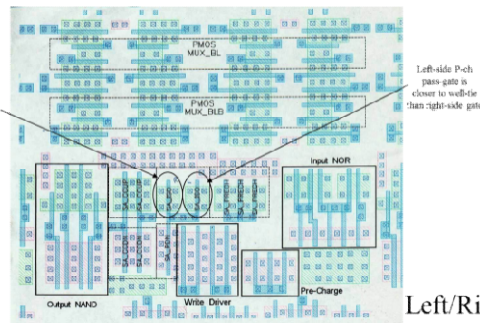 PMOS
MUX_BL
PMOS
MUX_BLB
Left-side P-ch
pass-gate is
closer to well-tie
than right-side gate
Input NOR
Output NAND
Write Driver
Pre-Charge
Left/Ri